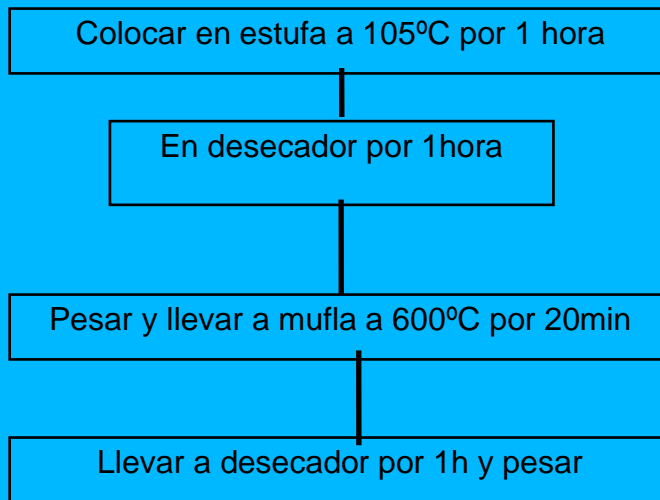 Colocar en estufa a 105ºC por 1 hora
En desecador por 1hora
Pesar y llevar a mufla a 600ºC por 20min
Llevar a desecador por 1h y pesar